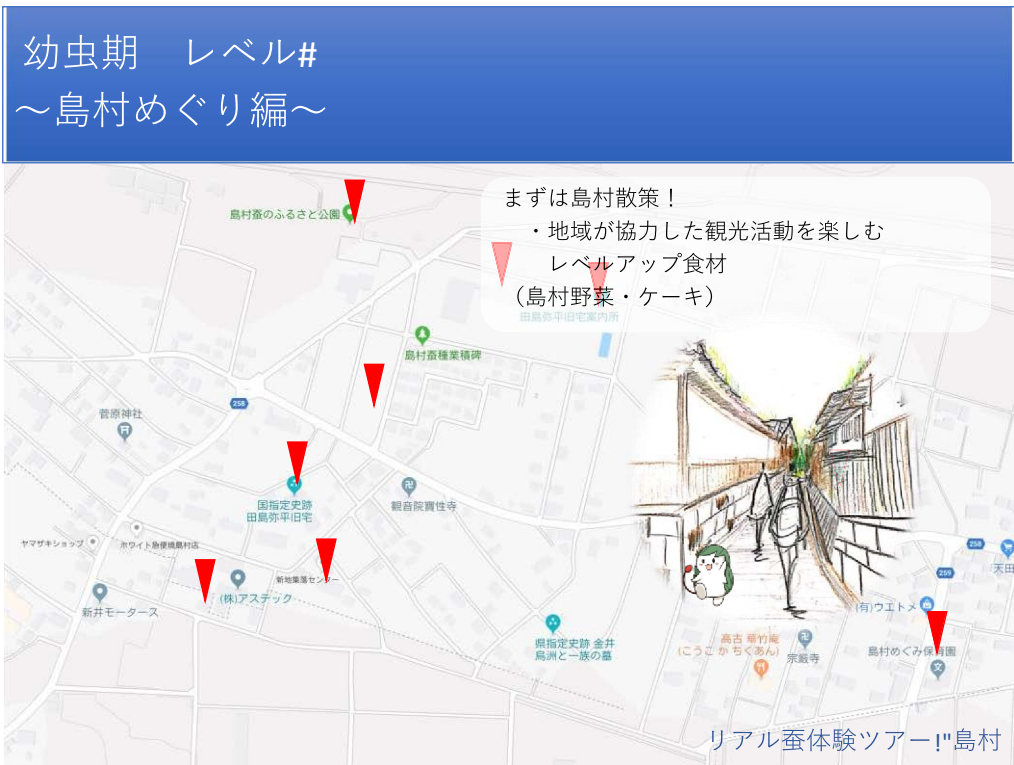 幼虫期　レベル#
～島村めぐり編～
まずは島村散策！
・地域が協力した観光活動を楽しむ
レベルアップ食材
（島村野菜・ケーキ）
島村蚕のふるさと公園
田島弥平旧宅案内所
島村蚕種業積碑
258
菅原神社
国指定史跡
田島弥平旧宅
観音院寶性寺
ヤマザキショップ
ホワイト急便境島村店
新地集落センター
(株)アステック
新井モータース
県指定史跡 金井
烏洲と一族の墓
258
259
天田
(有)ウエトメ
高古 華竹庵
(こうこ か ちくあん)
宗厳寺
島村めぐみ保育園
リアル蚕体験ツアー!"島村